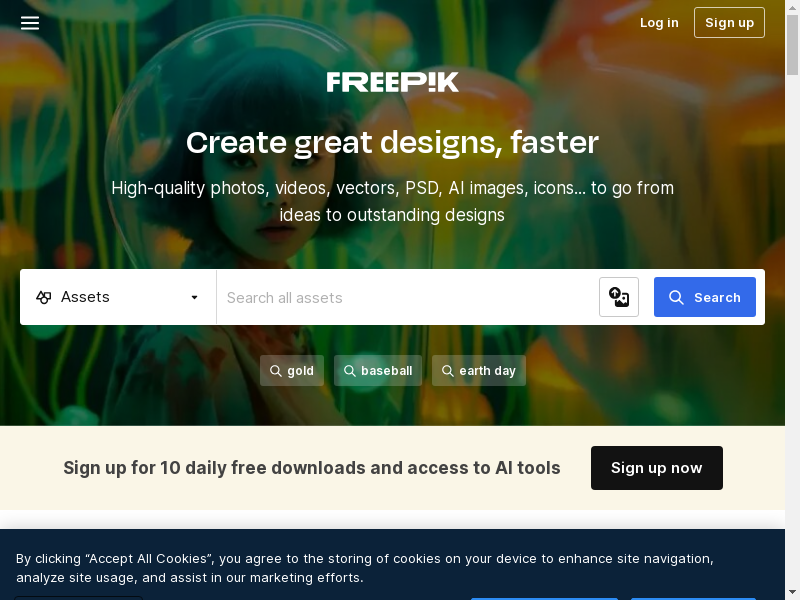 Log in
Sign up
FREEPIK
Create great designs, faster
High-quality photos, videos, vectors, PSD, AI images, icons... to go from
ideas to outstanding designs
Assets
Search all assets
Search
gold
baseball
earth day
Sign up for 10 daily free downloads and access to AI tools
Sign up now
By clicking “Accept All Cookies”, you agree to the storing of cookies on your device to enhance site navigation,
analyze site usage, and assist in our marketing efforts.